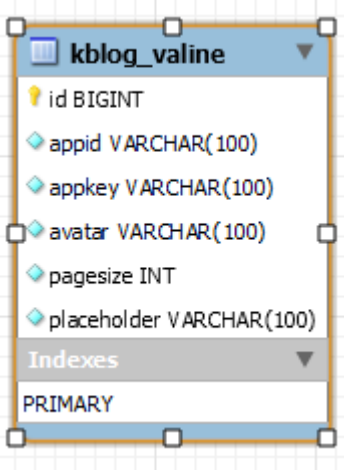 kblog_valine
id BIGINT
appid VARCHAR(100)
appkey VARCHAR(100)
avatar VARCHAR(100)
pagesize INT
placeholder VARCHAR(100)
Indexes
PRIMARY